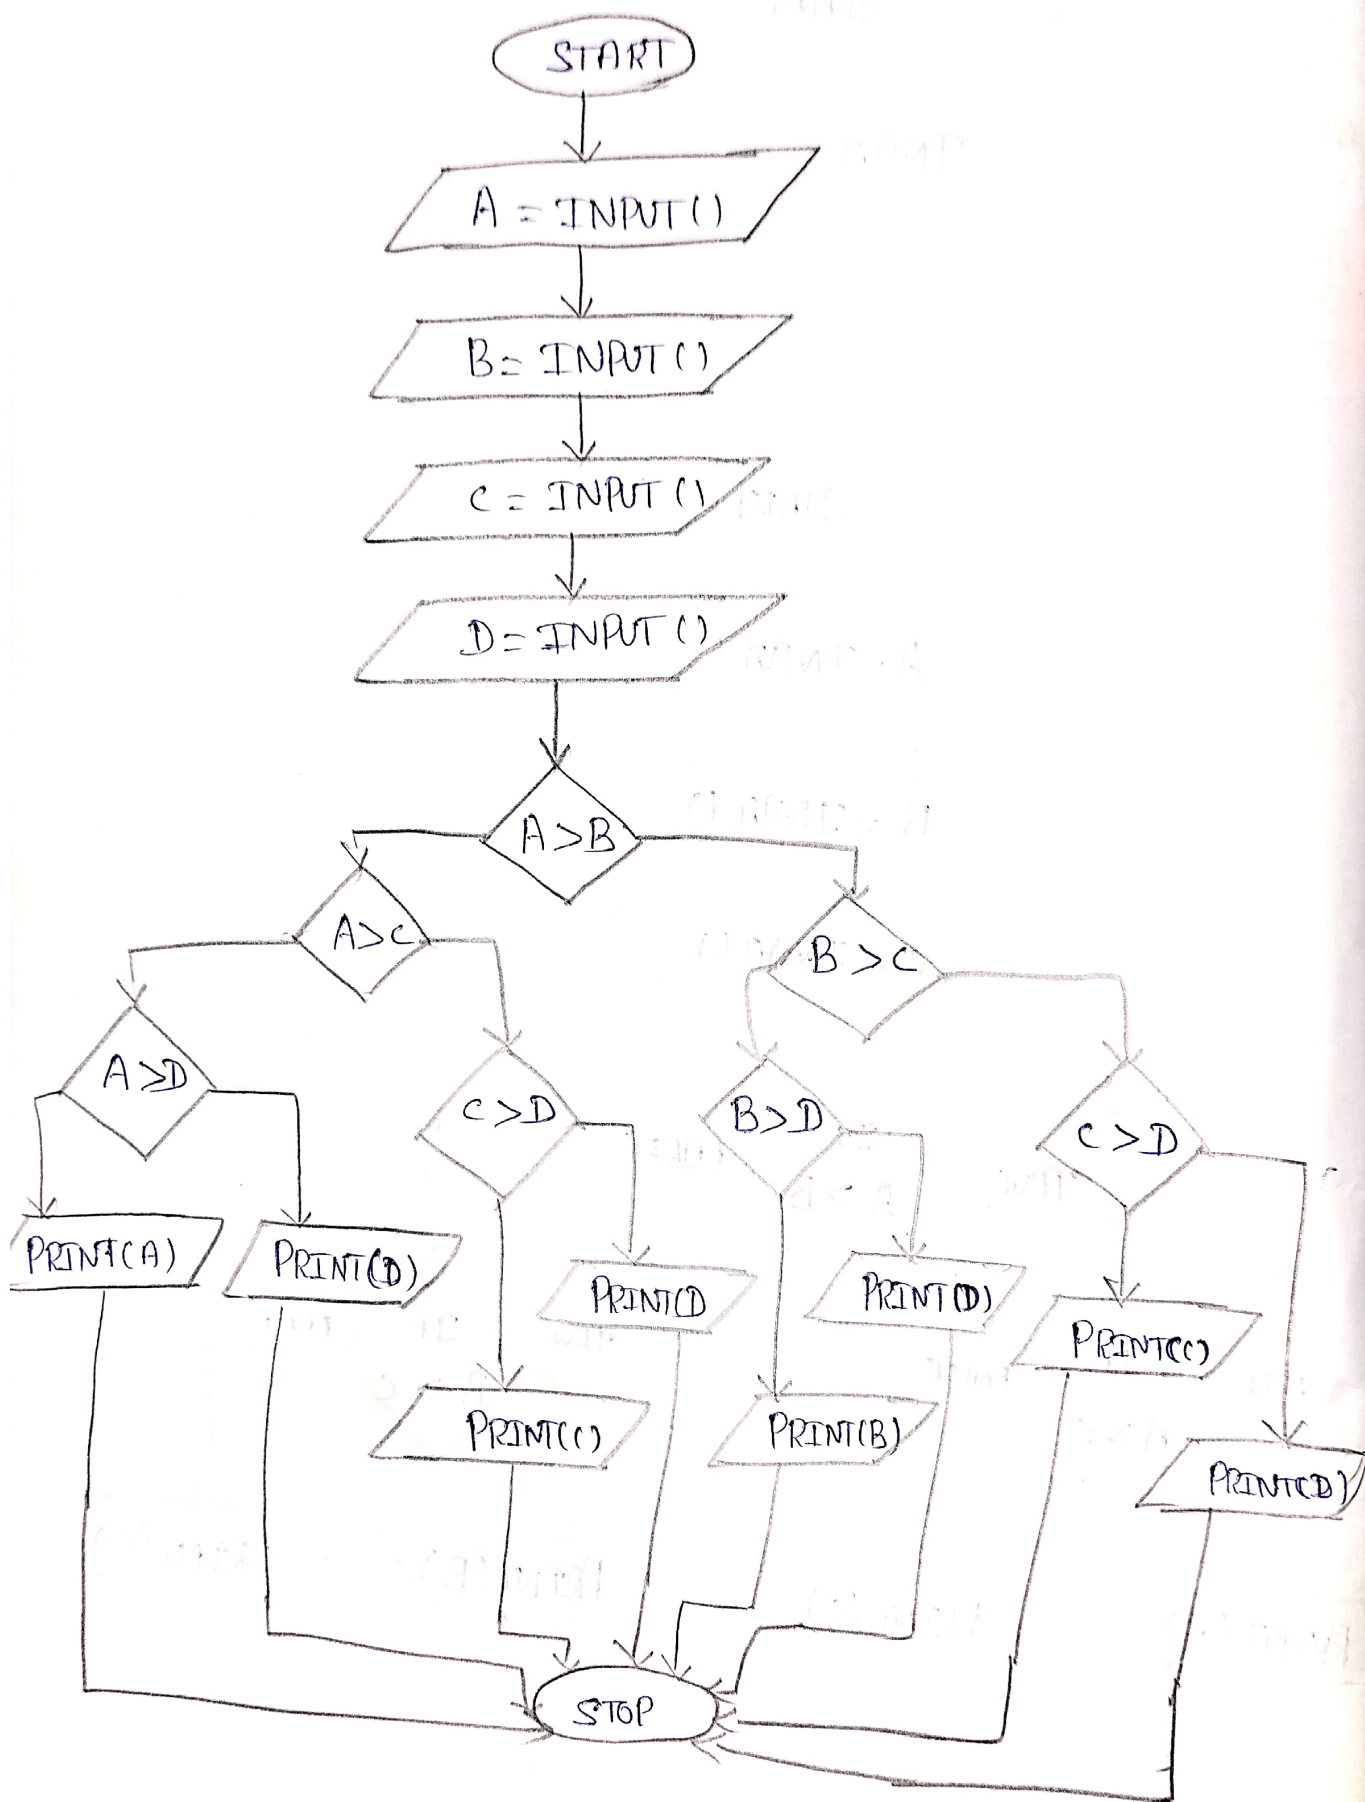 START
A = INPUT()
B = INPUT()
C = INPUT()
D = INPUT()
A>B
A>C
B>C
A>D
C>D
B>D
C>D
PRINT(A)
PRINT(D)
PRINT(D
PRINT(D)
PRINT(C)
PRINT(C)
PRINT(B)
PRINT(D)
STOP